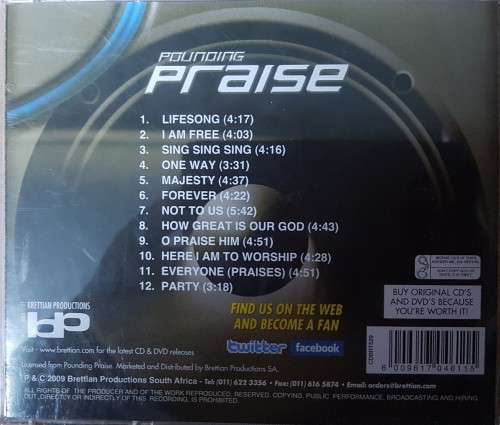 POUNDING
PRAISE
1. LIFESONG (4:17)
2. I AM FREE (4:03)
3. SING SING SING (4:16)
4. ONE WAY (3:31)
5. MAJESTY (4:37)
6. FOREVER (4:22)
7. NOT TO US (5:42)
8. HOW GREAT IS OUR GOD (4:43)
9. O PRAISE HIM (4:51)
10. HERE I AM TO WORSHIP (4:28)
11. EVERYONE (PRAISES) (4:51)
12. PARTY (3:18)
BUY ORIGINAL CD'S
AND DVD'S BECAUSE
YOU'RE WORTH IT!
BRETTIAN PRODUCTIONS
bp
FIND US ON THE WEB
AND BECOME A FAN
twitter facebook
Visit - www.brettian.com for the latest CD & DVD releases
Licensed from Pounding Praise. Marketed and Distributed by Brettian Productions SA.
P & C 2009 Brettian Productions South Africa - Tel: (011) 622 3356 • Fax: (011) 616 5874 • Email: orders@brettian.com
ALL RIGHTS OF THE PRODUCER AND OF THE WORK REPRODUCED, RESERVED. COPYING, PUBLIC PERFORMANCE, BROADCASTING AND HIRING
OUT, DIRECTLY OR INDIRECTLY OF THIS RECORDING, IS PROHIBITED
6 009617 046115